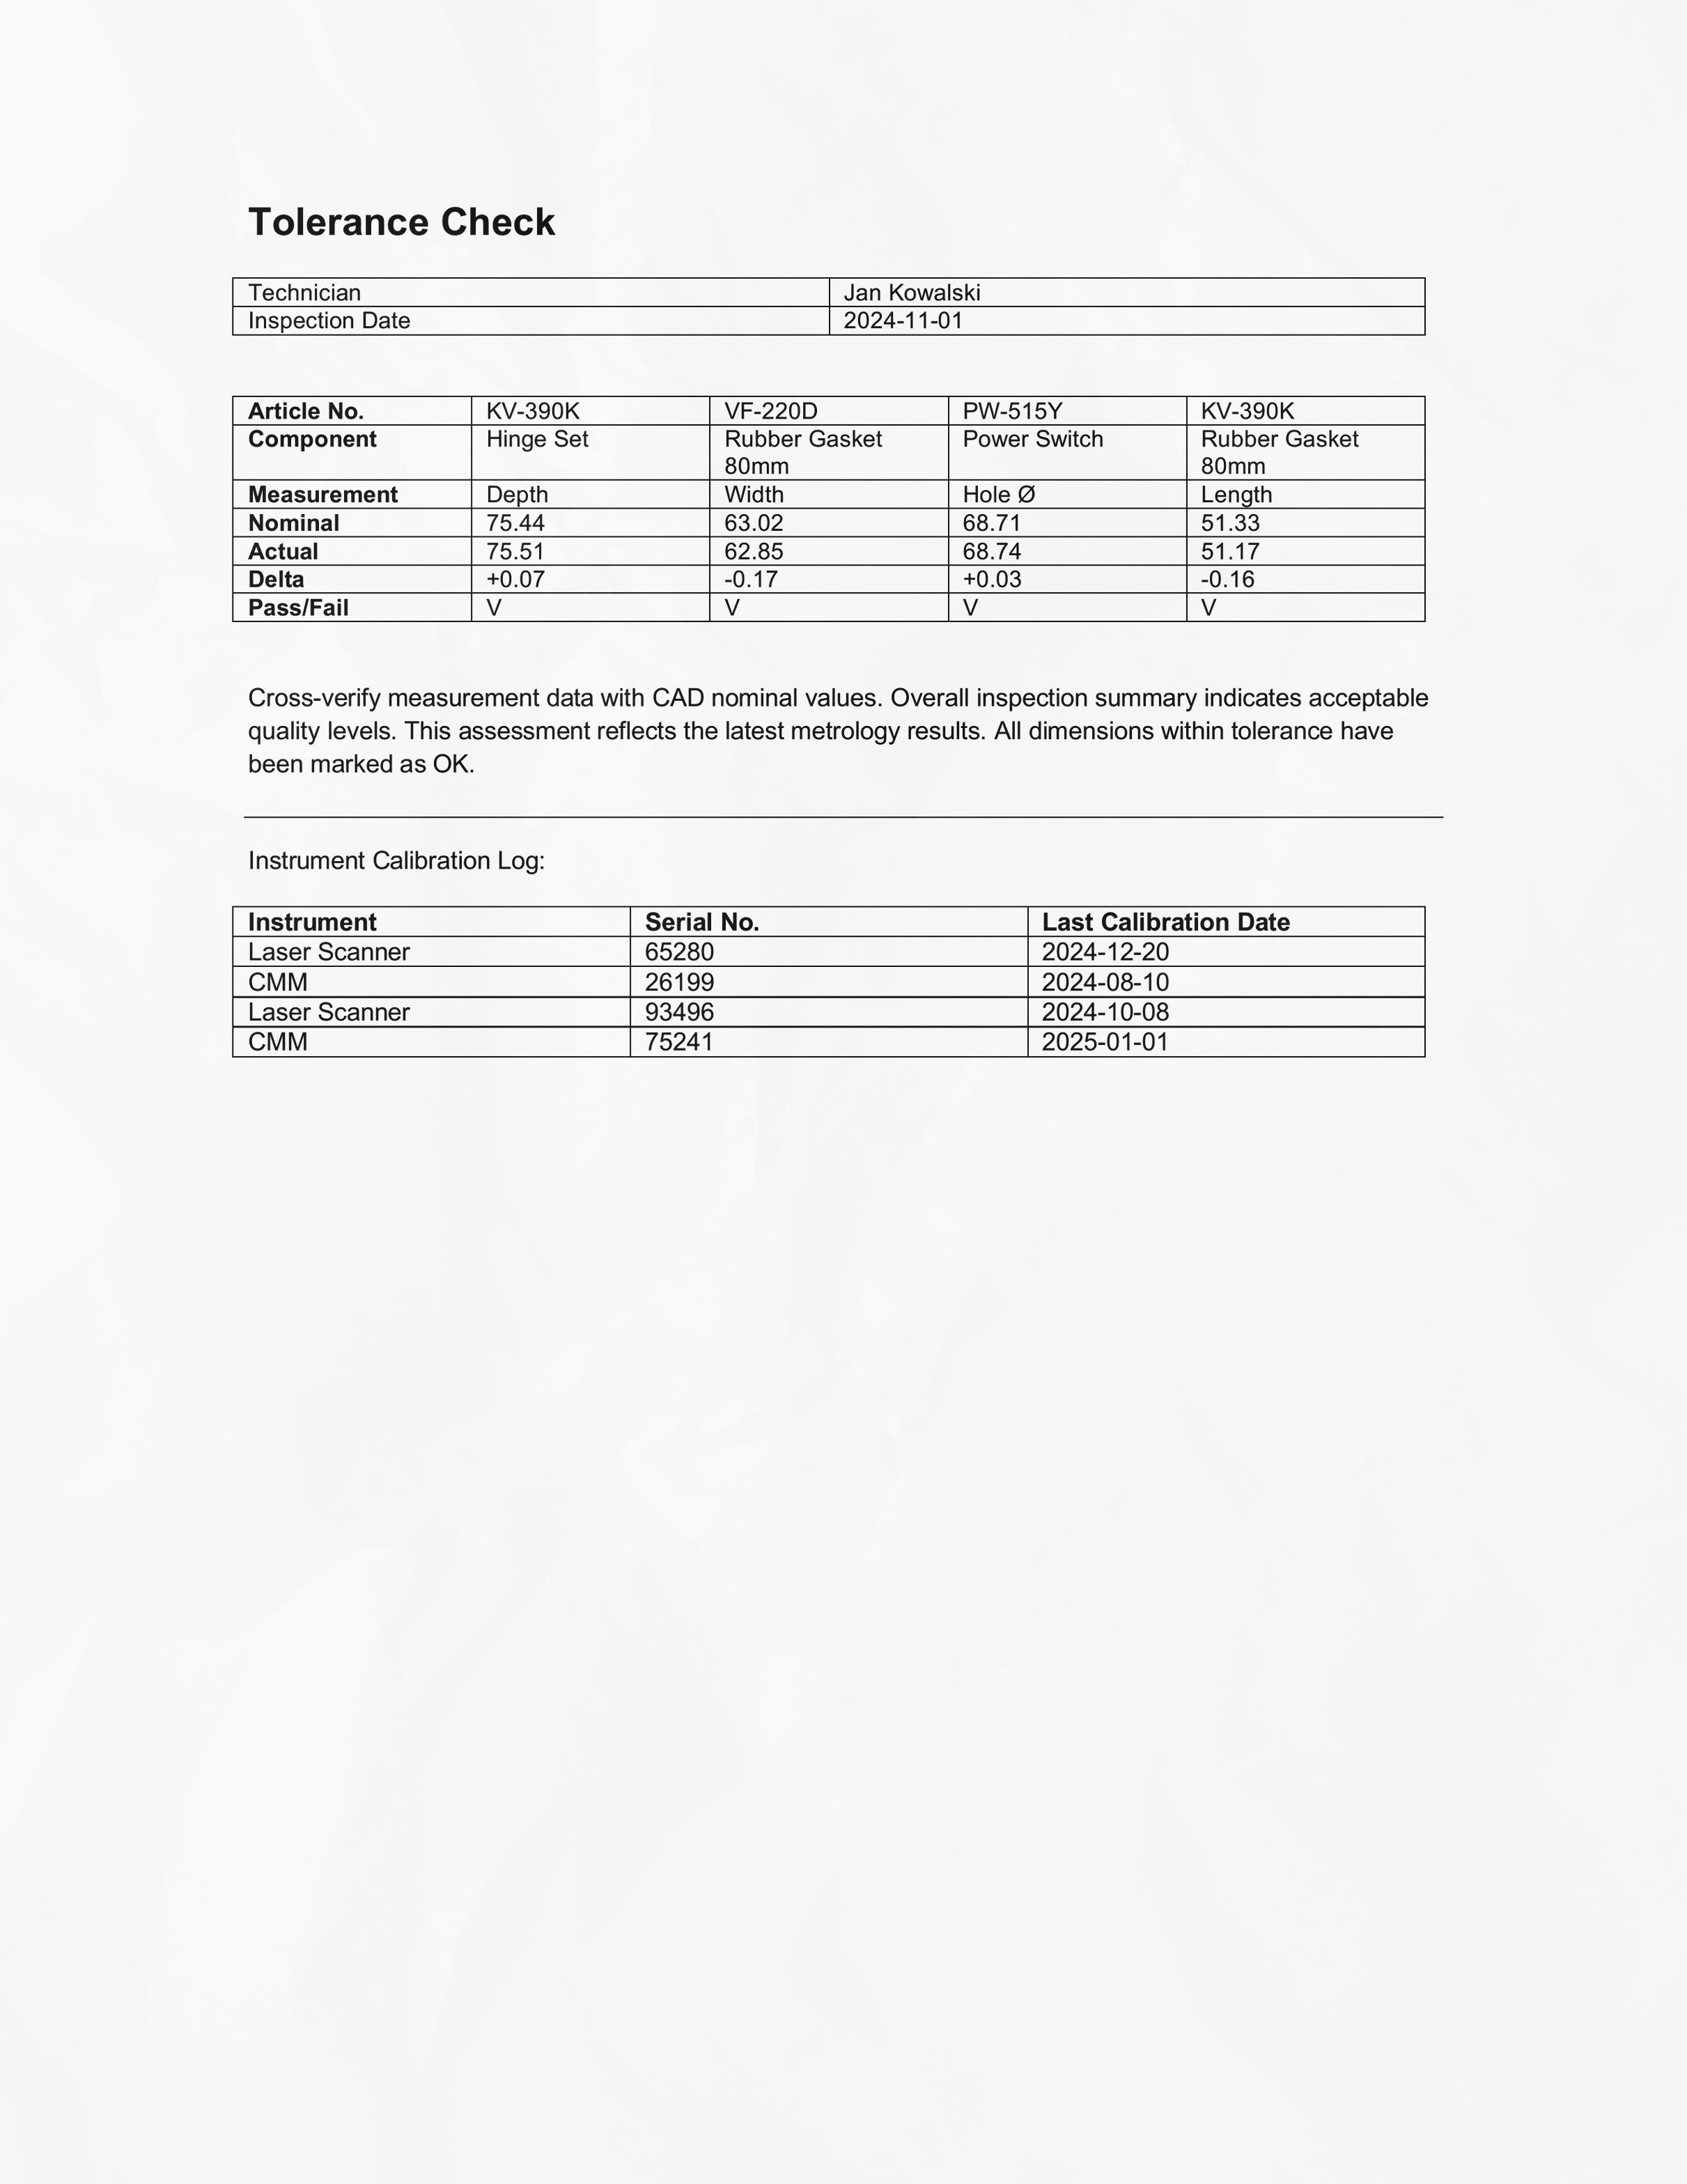 Tolerance Check
Technician Jan Kowalski
Inspection Date 2024-11-01
Article No. KV-390K VF-220D PW-515Y KV-390K
Component Hinge Set Rubber Gasket 80mm Power Switch Rubber Gasket 80mm
Measurement Depth Width Hole Ø Length
Nominal 75.44 63.02 68.71 51.33
Actual 75.51 62.85 68.74 51.17
Delta +0.07 -0.17 +0.03 -0.16
Pass/Fail V V V V
Cross-verify measurement data with CAD nominal values. Overall inspection summary indicates acceptable
quality levels. This assessment reflects the latest metrology results. All dimensions within tolerance have
been marked as OK.
Instrument Calibration Log:
Instrument Serial No. Last Calibration Date
Laser Scanner 65280 2024-12-20
CMM 26199 2024-08-10
Laser Scanner 93496 2024-10-08
CMM 75241 2025-01-01